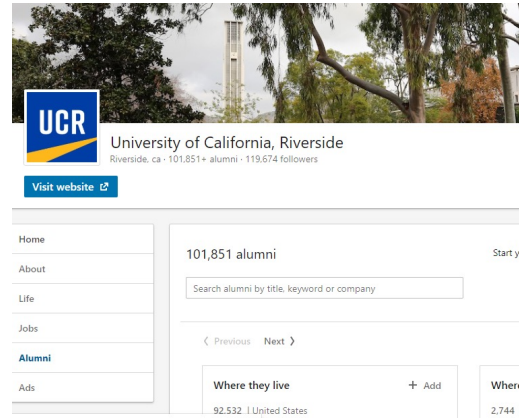 UCR
University of California, Riverside
Riverside, ca · 101,851+ alumni · 119,674 followers
Visit website
Home
About
Life
Jobs
Alumni
Ads
101,851 alumni
Start y
Search alumni by title, keyword or company
Previous Next
Where they live + Add
92,532 | United States
Where
2,744